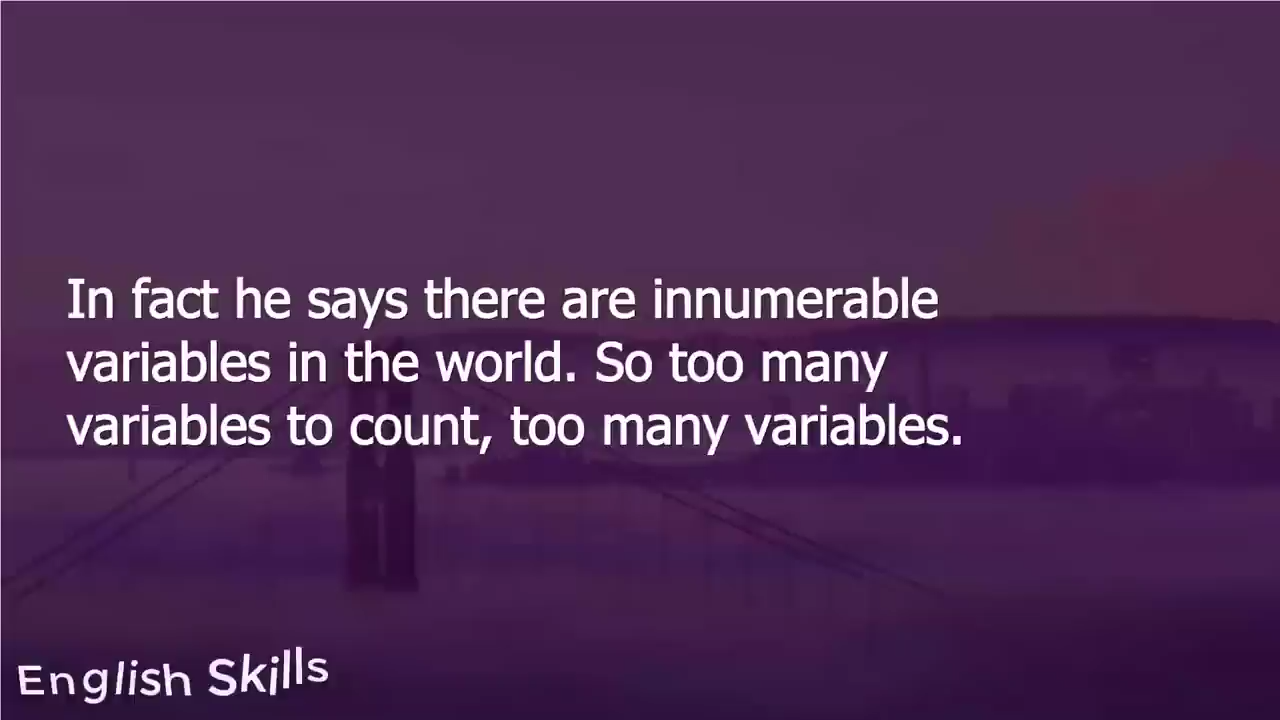 In fact he says there are innumerable
variables in the world. So too many
variables to count, too many variables.
English Skills